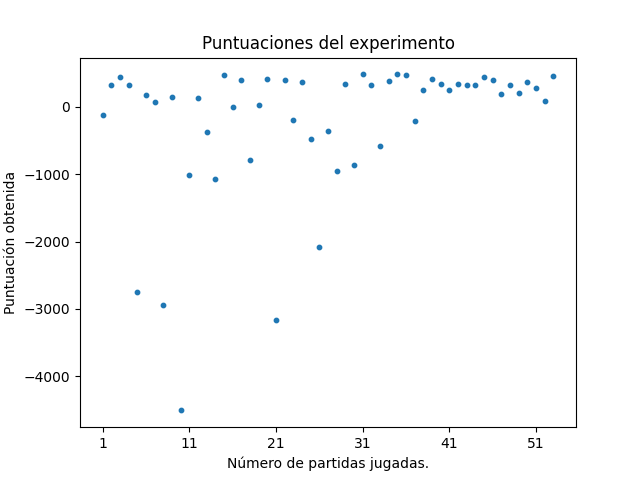 Puntuaciones del experimento
Puntuación obtenida
0
−1000
−2000
−3000
−4000
1 11 21 31 41 51
Número de partidas jugadas.